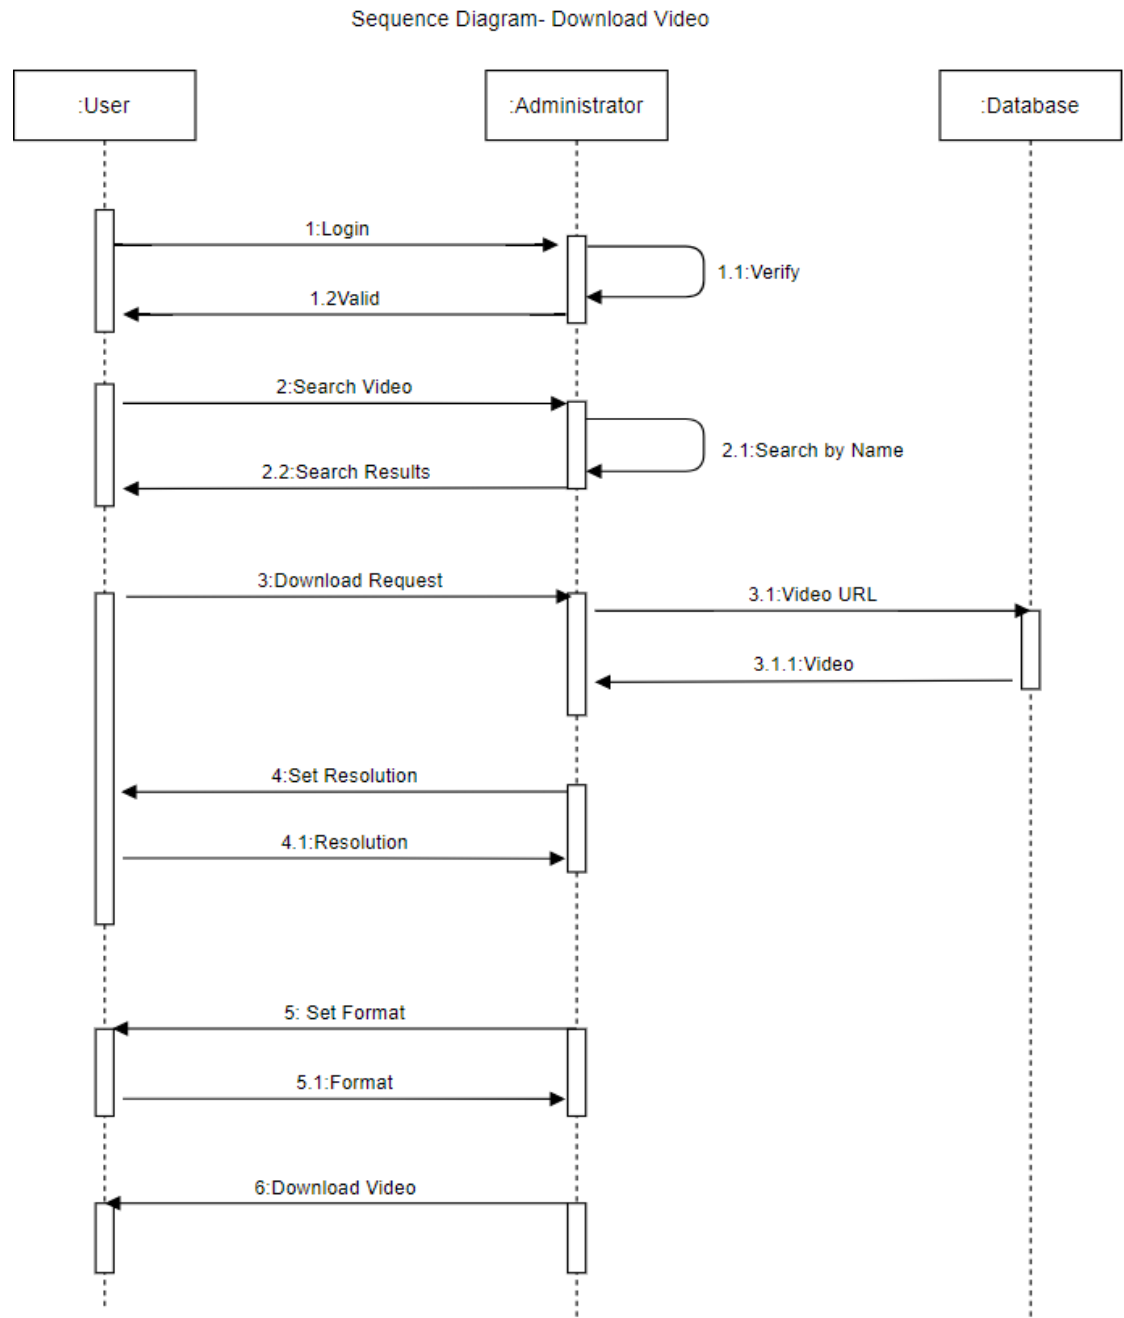 Sequence Diagram- Download Video
:User
:Administrator
:Database
1:Login
1.1:Verify
1.2Valid
2:Search Video
2.1:Search by Name
2.2:Search Results
3:Download Request
3.1:Video URL
3.1.1:Video
4:Set Resolution
4.1:Resolution
5: Set Format
5.1:Format
6:Download Video